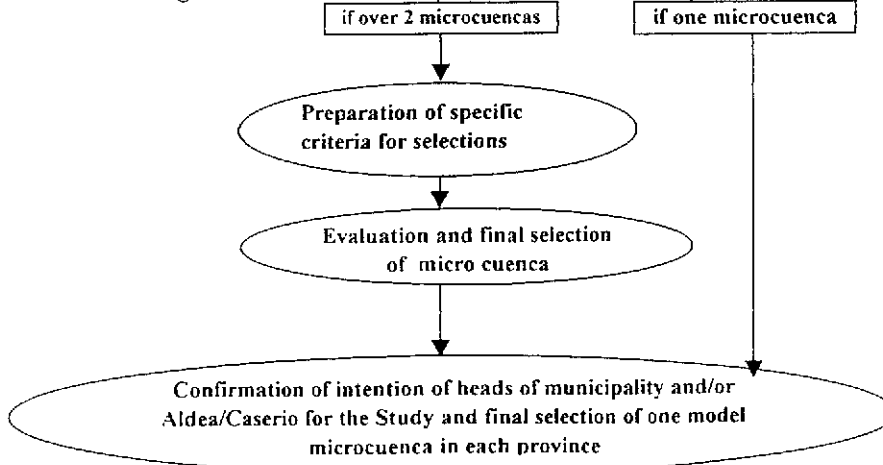 if over 2 microcuencas
if one microcuenca
Preparation of specific
criteria for selections
Evaluation and final selection
of micro cuenca
Confirmation of intention of heads of municipality and/or
Aldea/Caserio for the Study and final selection of one model
microcuenca in each province